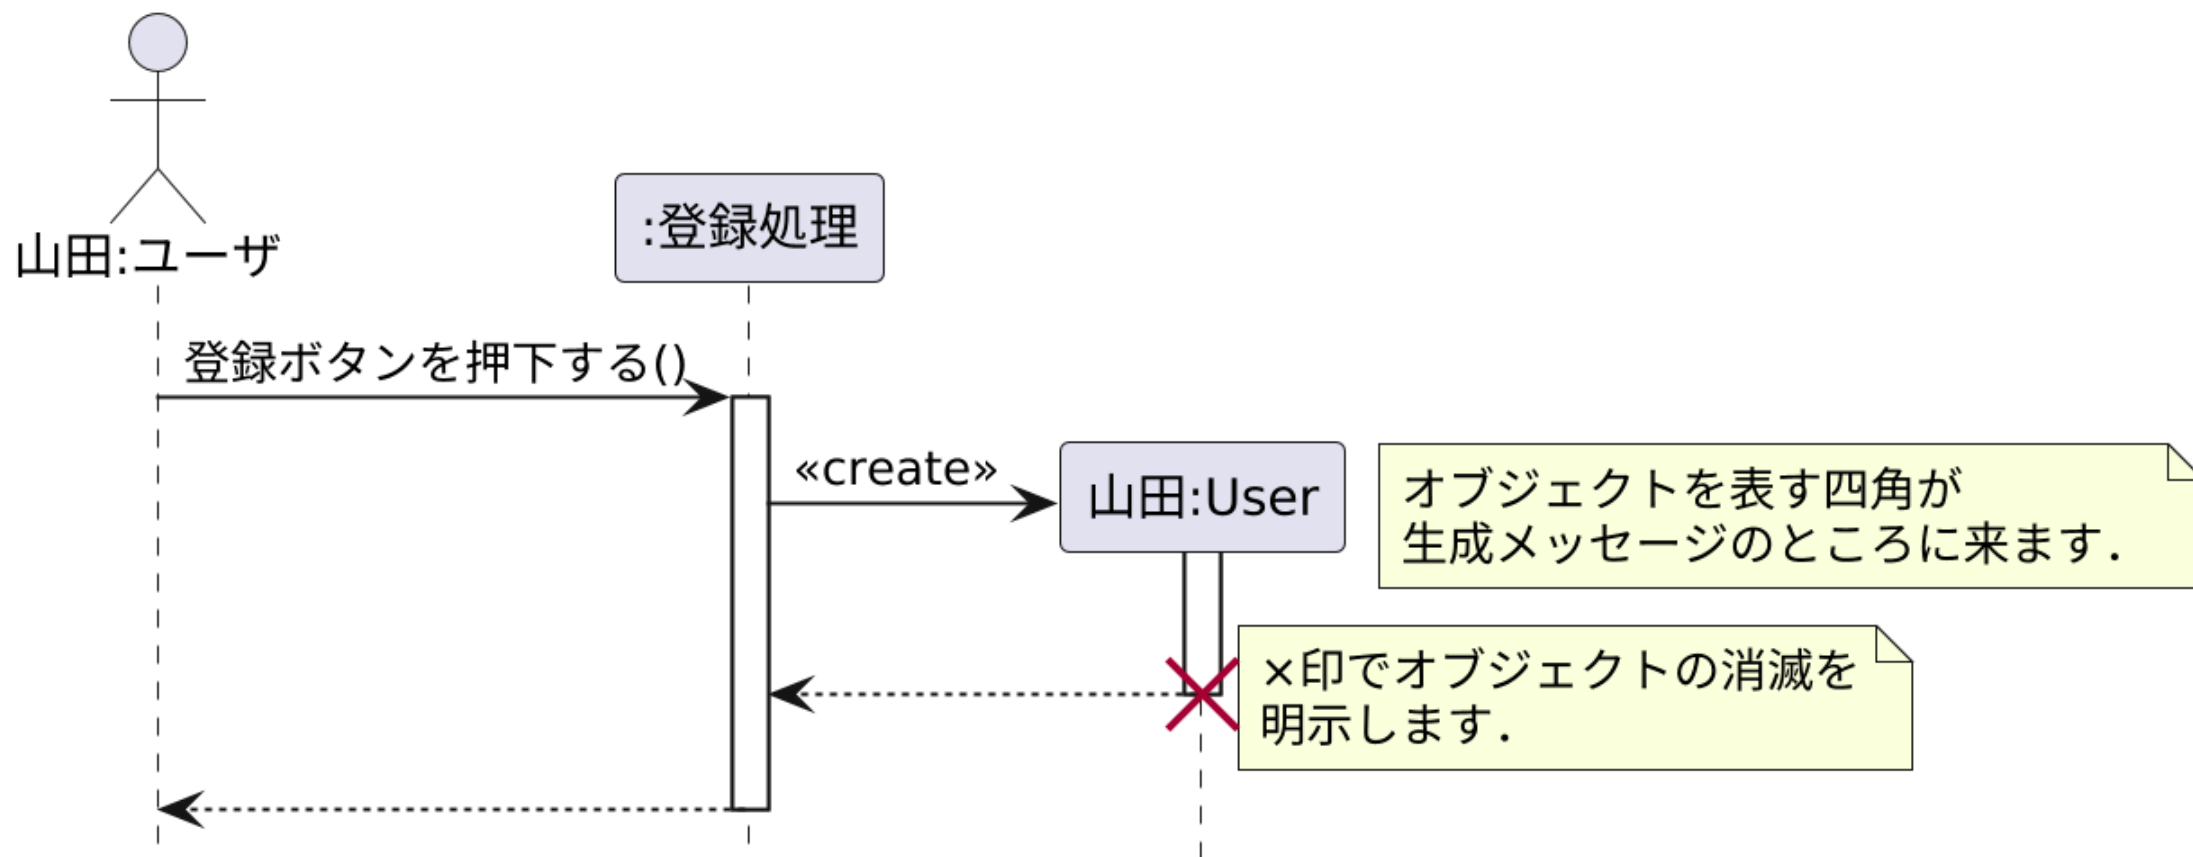 :登録処理
山田:ユーザ
登録ボタンを押下する()
«create»
山田:User
オブジェクトを表す四角が
生成メッセージのところに来ます．
×印でオブジェクトの消滅を
明示します．